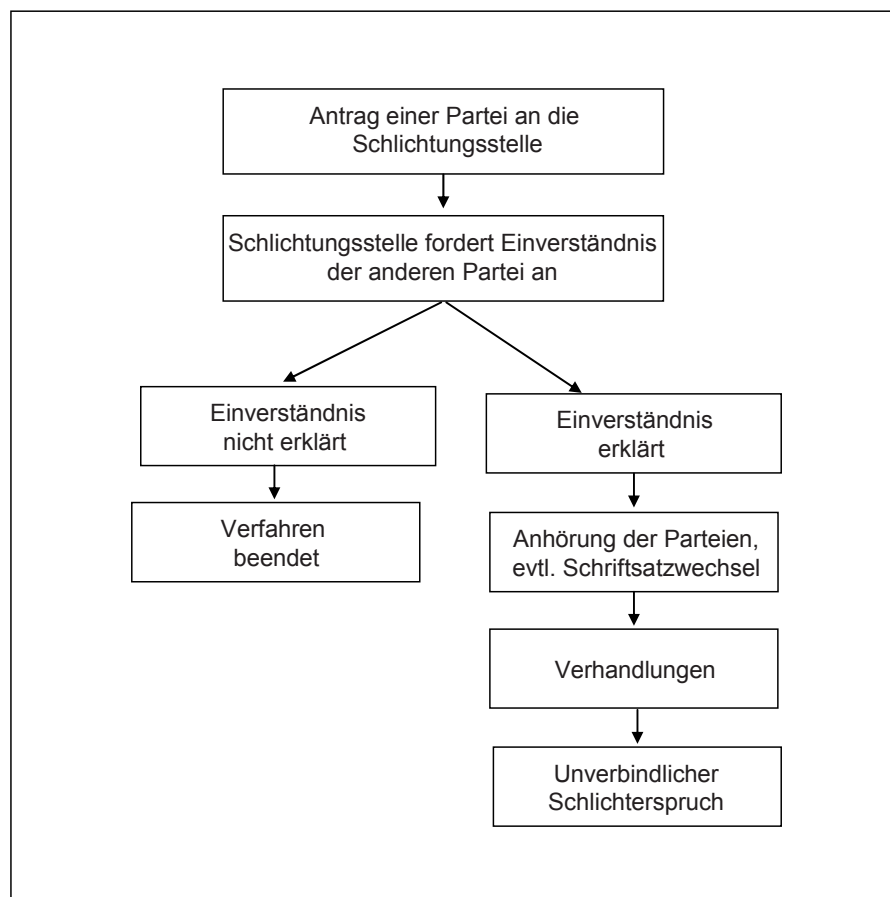 Antrag einer Partei an die
Schlichtungsstelle
Schlichtungsstelle fordert Einverständnis
der anderen Partei an
Einverständnis
nicht erklärt
Verfahren
beendet
Einverständnis
erklärt
Anhörung der Parteien,
evtl. Schriftsatzwechsel
Verhandlungen
Unverbindlicher
Schlichterspruch